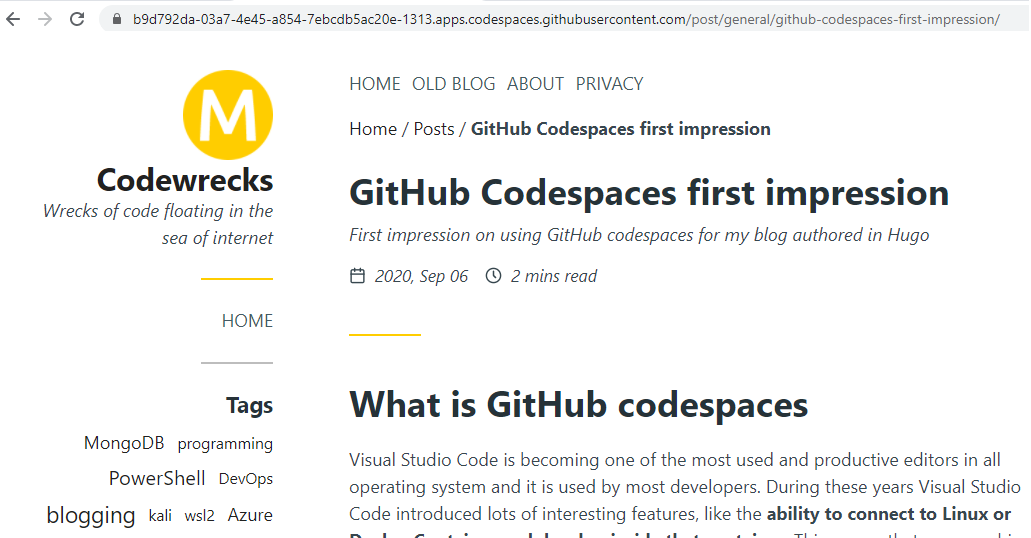 b9d792da-03a7-4e45-a854-7ebcdb5ac20e-1313.apps.codespaces.githubusercontent.com/post/general/github-codespaces-first-impression/
M
Codewrecks
Wrecks of code floating in the
sea of internet
HOME
Tags
MongoDB programming
PowerShell DevOps
blogging kali wsl2 Azure
HOME OLD BLOG ABOUT PRIVACY
Home / Posts / GitHub Codespaces first impression
GitHub Codespaces first impression
First impression on using GitHub codespaces for my blog authored in Hugo
2020, Sep 06 2 mins read
What is GitHub codespaces
Visual Studio Code is becoming one of the most used and productive editors in all
operating system and it is used by most developers. During these years Visual Studio
Code introduced lots of interesting features, like the ability to connect to Linux or